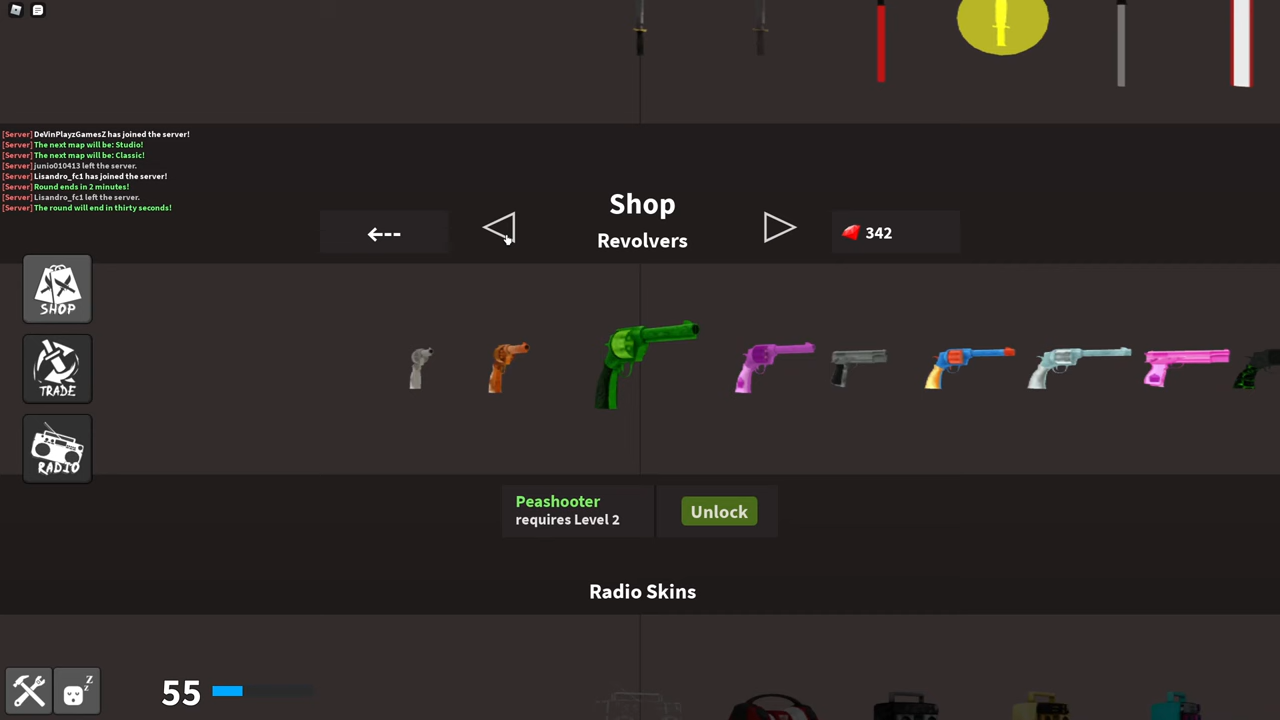 [Server] DeVinPlayzGamesZ has joined the server!
[Server] The next map will be: Studio!
[Server] The next map will be: Classic!
[Server] junio010413 left the server.
[Server] Lisandro_fc1 has joined the server!
[Server] Round ends in 2 minutes!
[Server] Lisandro_fc1 left the server.
[Server] The round will end in thirty seconds!
Shop
<---
Revolvers
342
SHOP
TRADE
RADIO
Peashooter
requires Level 2
Unlock
Radio Skins
z z
55